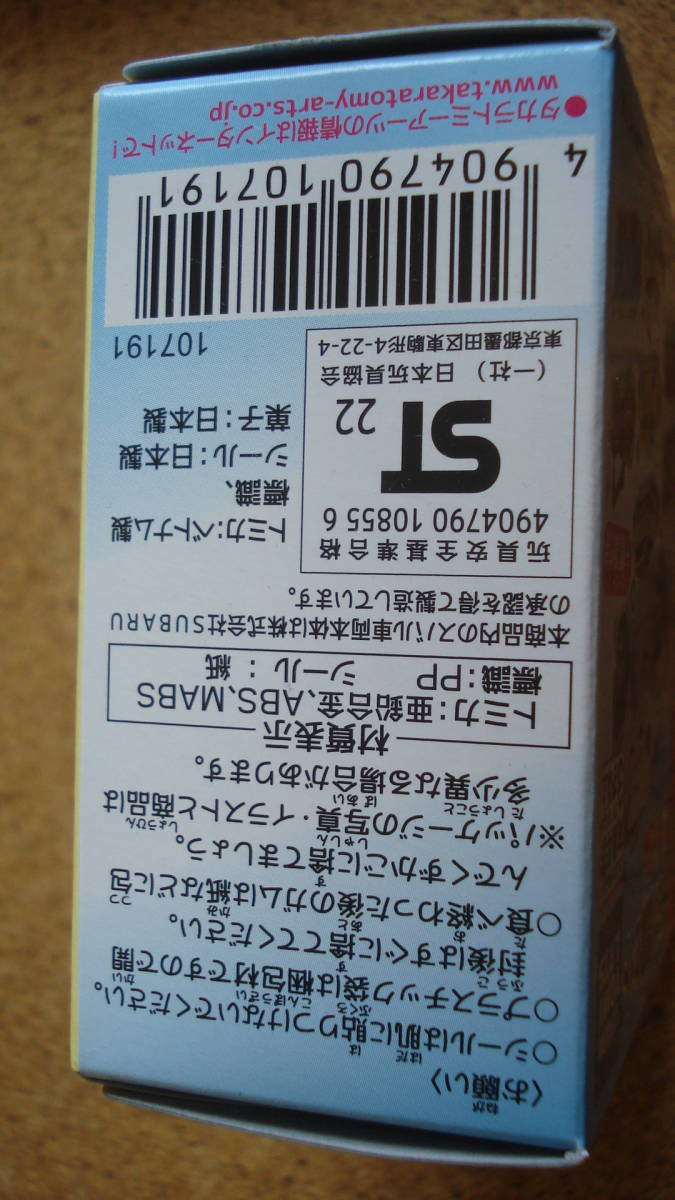 〈お願い〉
○シールは肌に貼りつけないでください。
○プラスチック袋は梱包材ですので開
封後はすぐに捨ててください。
○食べ終わった後のガムは紙などに包
んでくずかごに捨てましょう。
※パッケージの写真・イラストと商品は
多少異なる場合があります。
材質表示
トミカ:亜鉛合金、ABS、MABS
標識:PP シール:紙
本商品内のスバル車両本体は株式会社SUBARU
の承認を得て製造しています。
玩具安全基準合格
4904790 10855 6
ST 22
(一社) 日本玩具協会
東京都墨田区東駒形4-22-4
トミカ:ベトナム製
標識、
シール:日本製
菓子:日本製
107191
4 904790 107191
●タカラトミーアーツの情報はインターネットで!
www.takaratomy-arts.co.jp